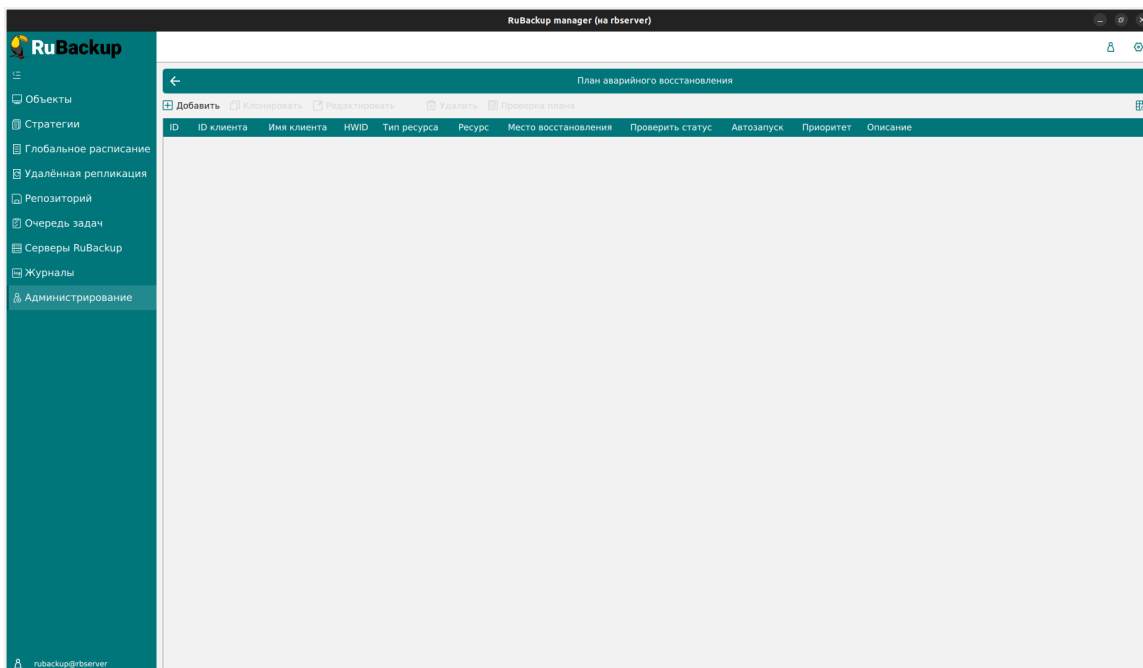 RuBackup manager (на rbserver)
RuBackup
План аварийного восстановления
Объекты
Стратегии
Глобальное расписание
Удалённая репликация
Репозиторий
Очередь задач
Серверы RuBackup
Журналы
Администрирование
Добавить Клонировать Редактировать Удалить Проверка плана
ID ID клиента Имя клиента HWID Тип ресурса Ресурс Место восстановления Проверить статус Автозапуск Приоритет Описание
rubackup@rbserver